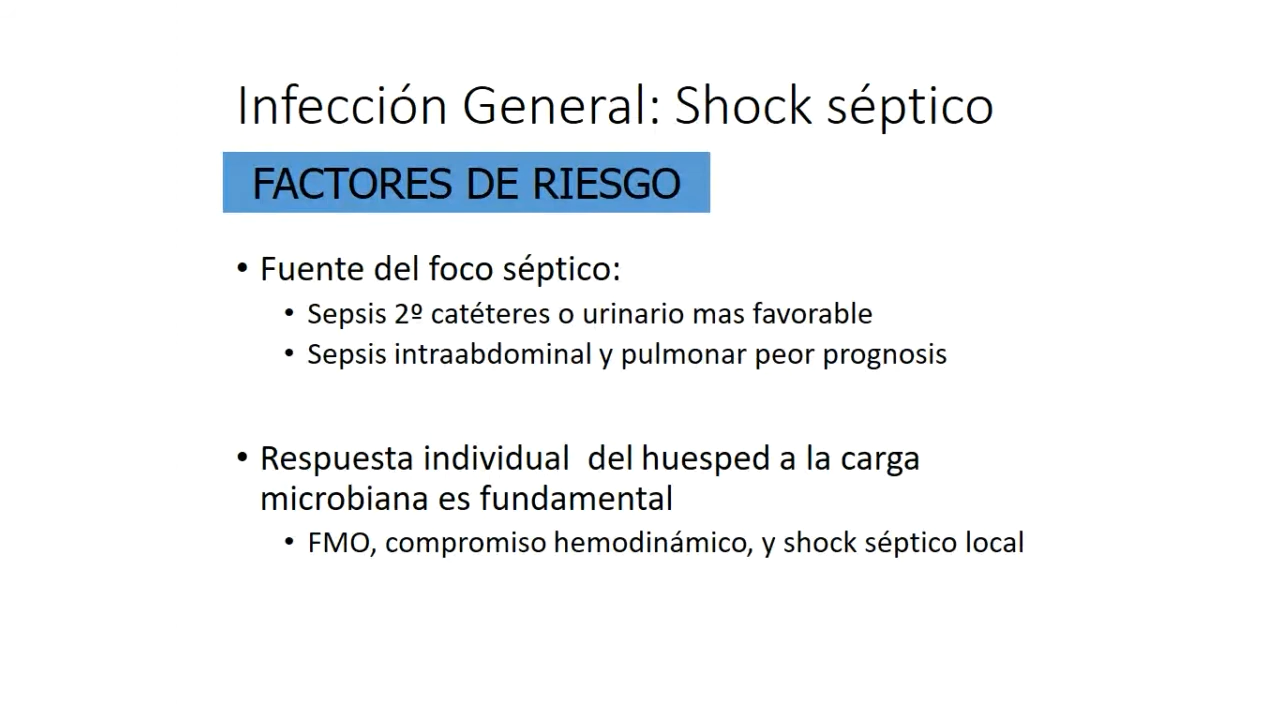 Infección General: Shock séptico
FACTORES DE RIESGO
• Fuente del foco séptico:
• Sepsis 2º catéteres o urinario mas favorable
• Sepsis intraabdominal y pulmonar peor prognosis
• Respuesta individual  del huesped a la carga
microbiana es fundamental
• FMO, compromiso hemodinámico, y shock séptico local